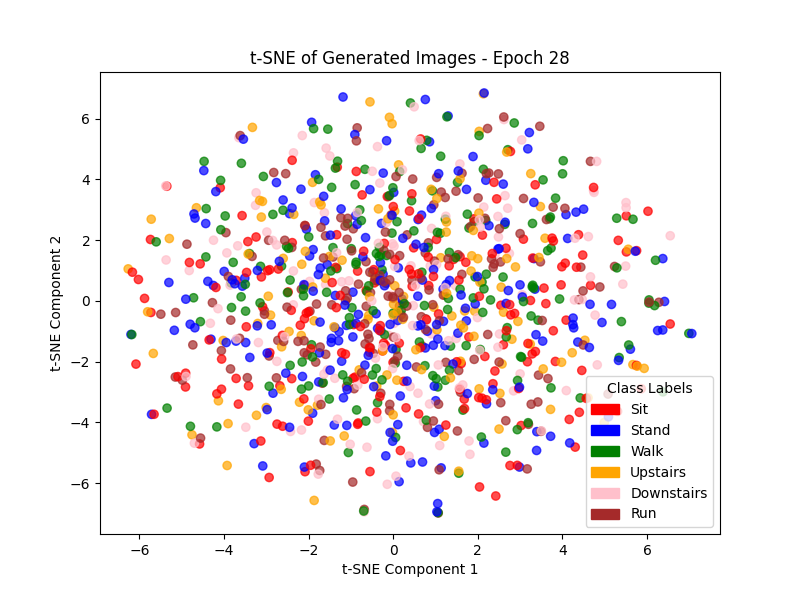 t-SNE of Generated Images - Epoch 28
t-SNE Component 2
6
4
2
0
−2
−4
−6
Class Labels
Sit
Stand
Walk
Upstairs
Downstairs
Run
−6 −4 −2 0 2 4 6
t-SNE Component 1